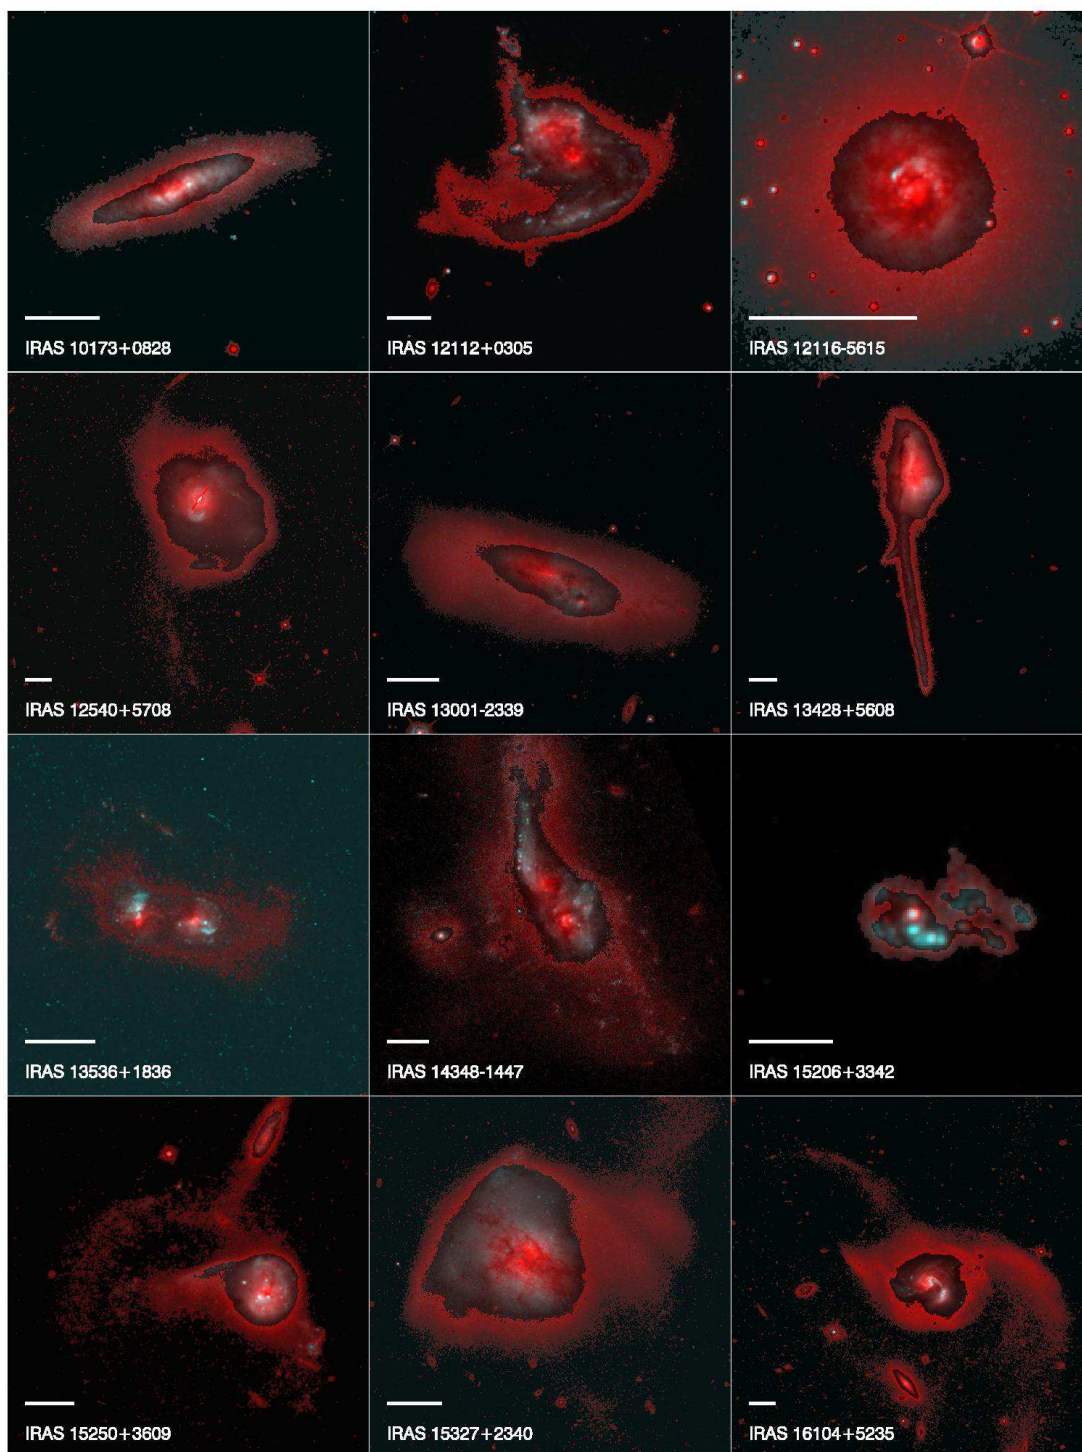 IRAS 10173+0828
IRAS 12112+0305
IRAS 12116-5615
IRAS 12540+5708
IRAS 13001-2339
IRAS 13428+5608
IRAS 13536+1836
IRAS 14348-1447
IRAS 15206+3342
IRAS 15250+3609
IRAS 15327+2340
IRAS 16104+5235